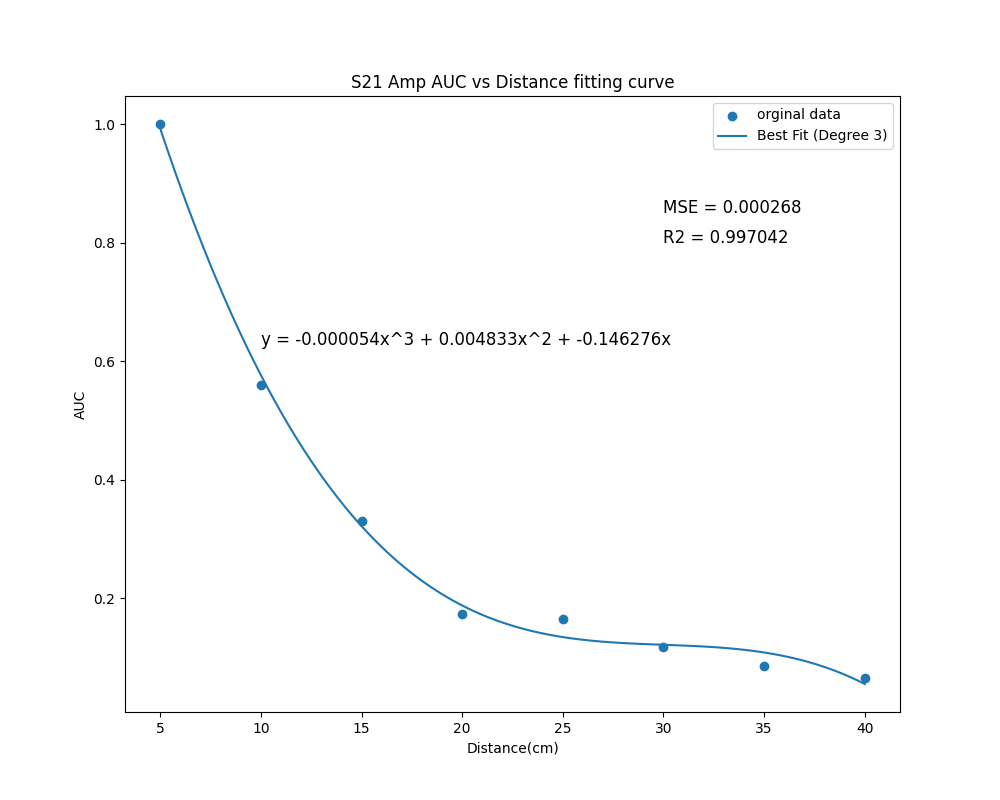 S21 Amp AUC vs Distance fitting curve
orginal data
Best Fit (Degree 3)
MSE = 0.000268
R2 = 0.997042
y = -0.000054x^3 + 0.004833x^2 + -0.146276x
1.0
0.8
0.6
0.4
0.2
AUC
5 10 15 20 25 30 35 40
Distance(cm)